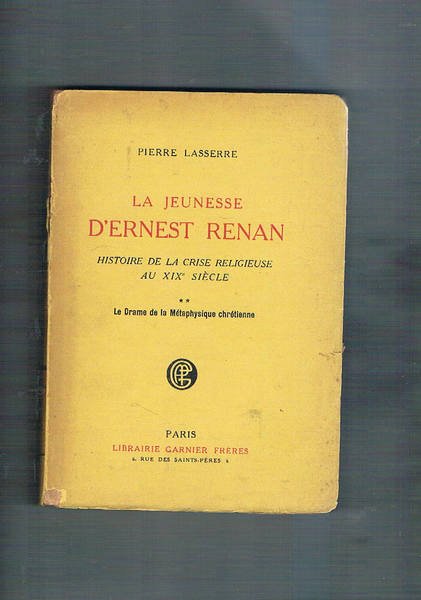 PIERRE LASSERRE
LA JEUNESSE
D'ERNEST RENAN
HISTOIRE DE LA CRISE RELIGIEUSE
AU XIXᵉ SIÈCLE
**
Le Drame de la Métaphysique chrétienne
PARIS
LIBRAIRIE GARNIER FRÈRES
6, RUE DES SAINTS-PÈRES